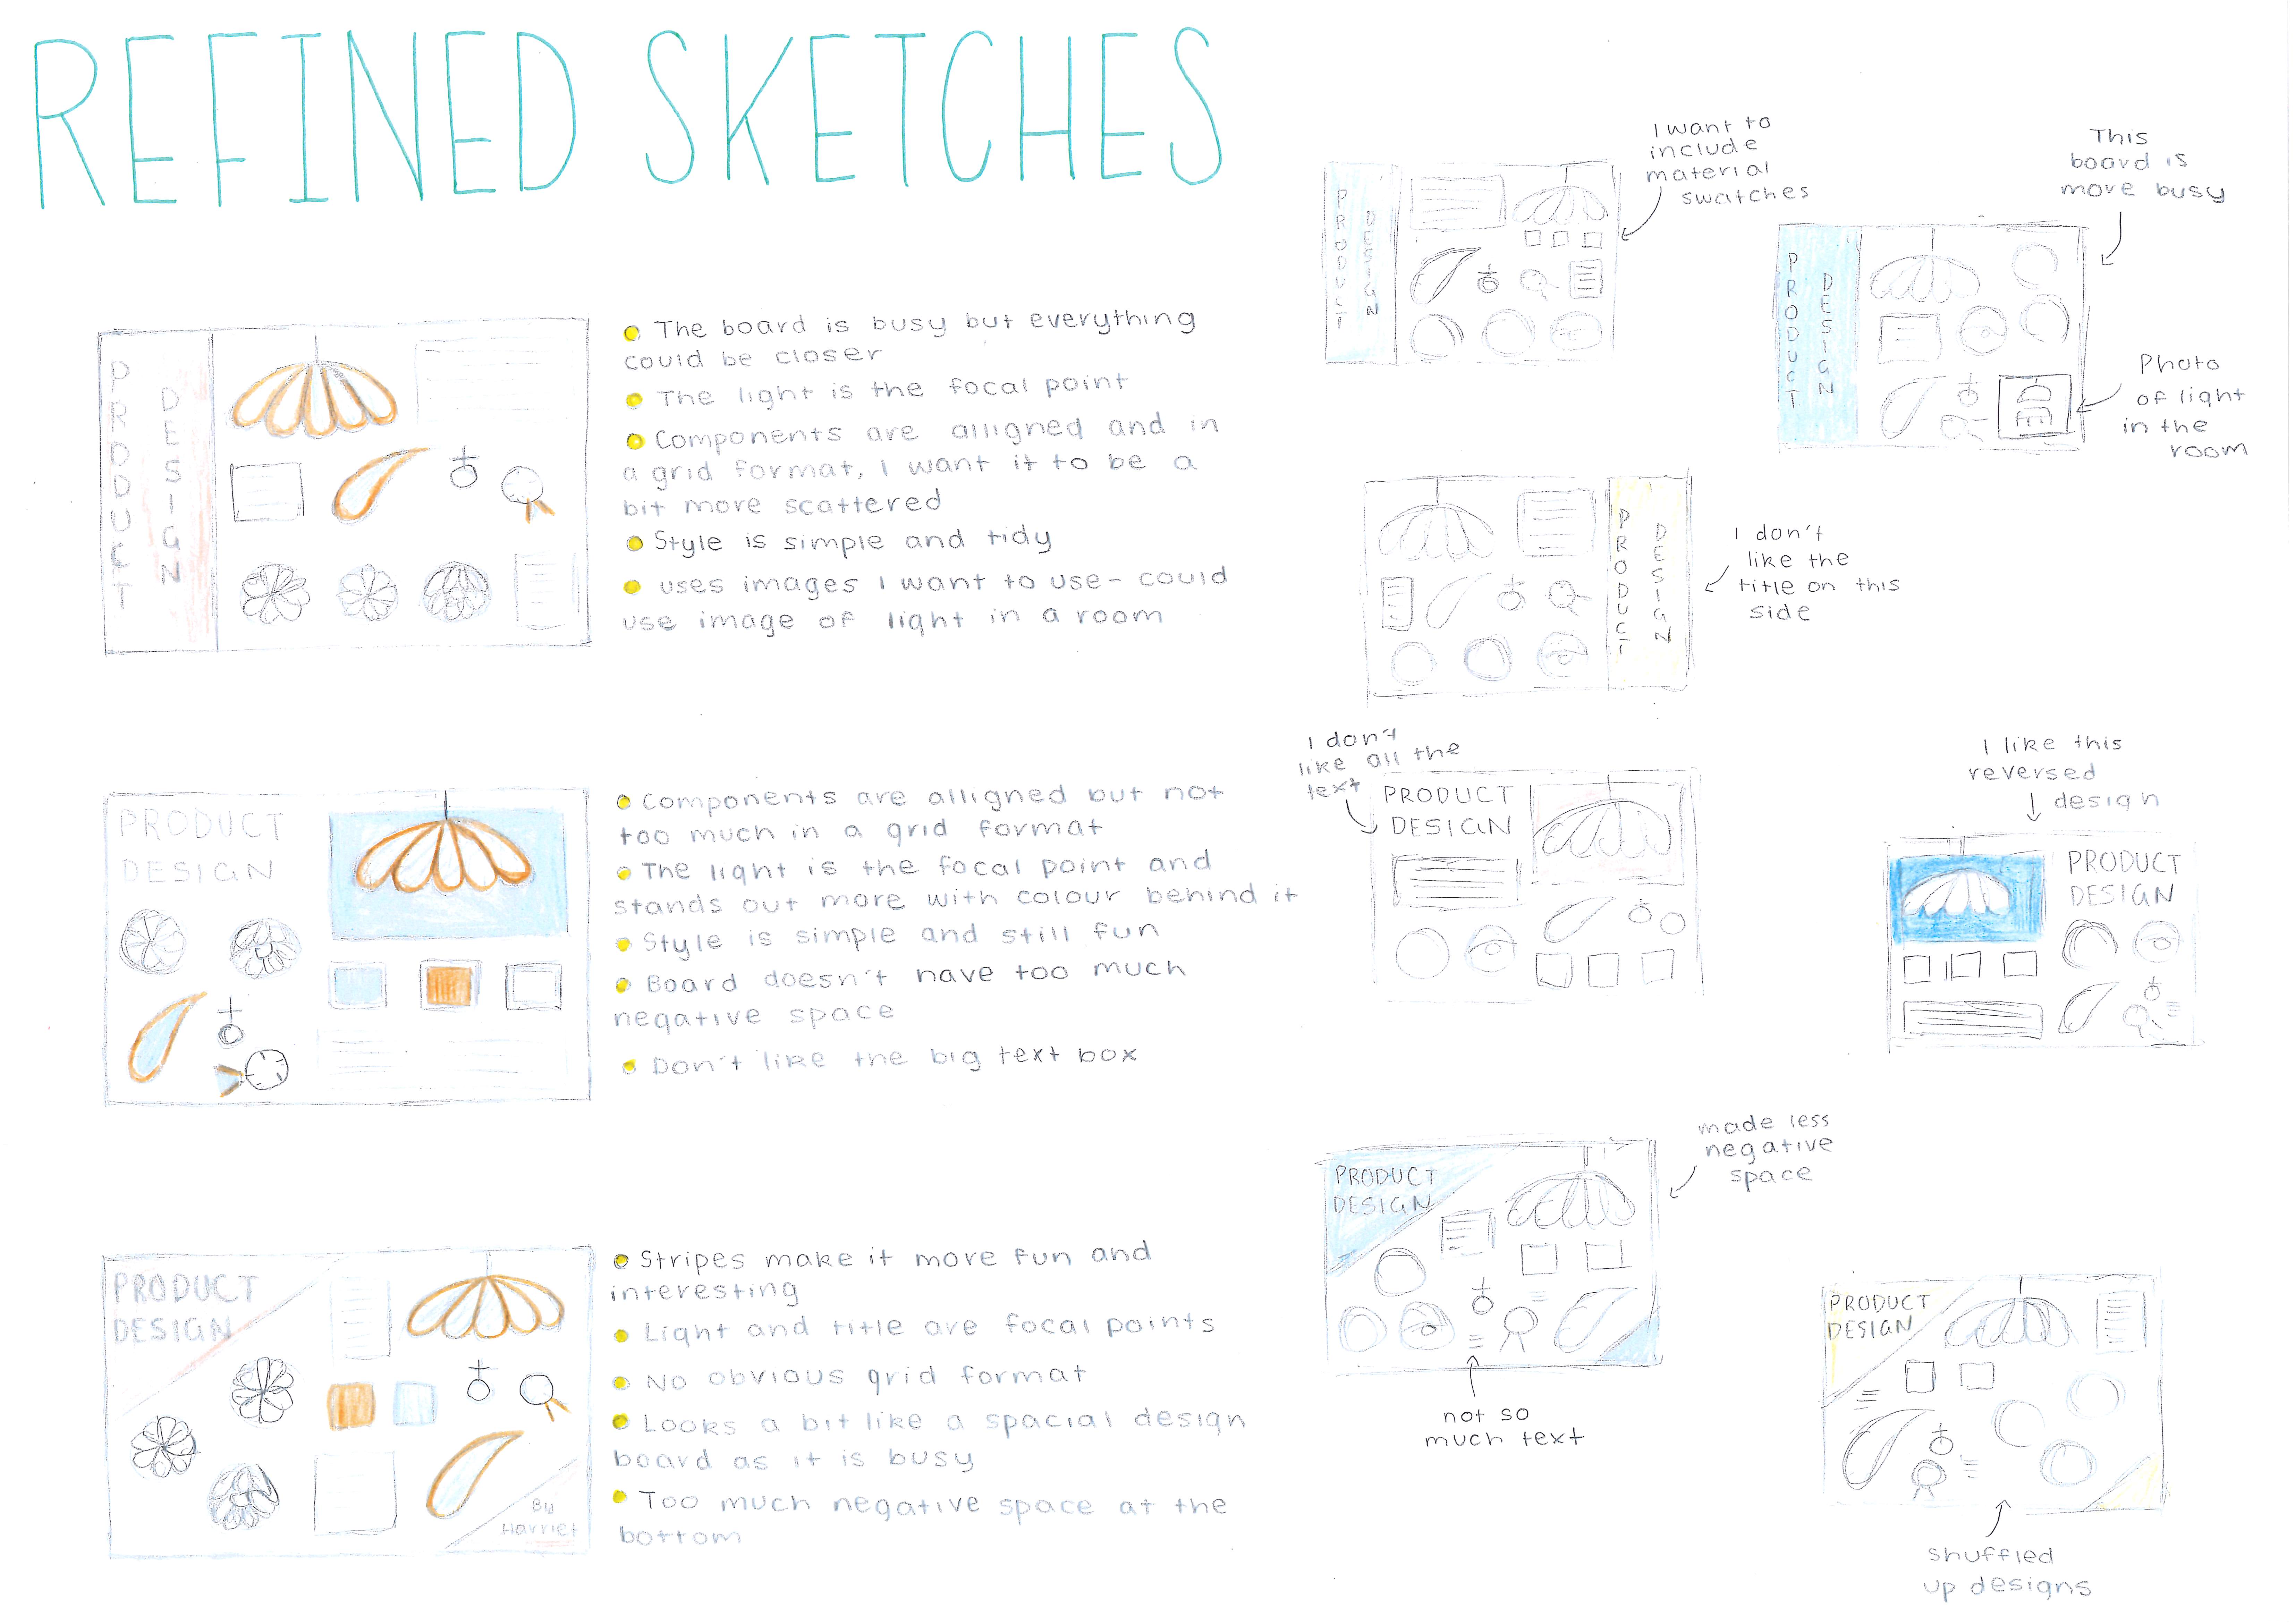 REFINED SKETCHES
PRODUCT
DESIGN
The board is busy but everything
could be closer
The light is the focal point
Components are alligned and in
a grid format, I want it to be a
bit more scattered
Style is simple and tidy
uses images I want to use - could
use image of light in a room
PRODUCT
DESIGN
Components are alligned but not
too much in a grid format
The light is the focal point and
stands out more with colour behind it
Style is simple and still fun
Board doesn't have too much
negative space
Don't like the big text box
PRODUCT
DESIGN
By
Harriet
Stripes make it more fun and
interesting
Light and title are focal points
No obvious grid format
Looks a bit like a spacial design
board as it is busy
Too much negative space at the
bottom
PRODUCT
DESIGN
I want to
include
material
swatches
PRODUCT
DESIGN
This
board is
more busy
Photo
of light
in the
room
PRODUCT
DESIGN
I don't
like the
title on this
side
I don't
like all the
text
PRODUCT
DESIGN
I like this
reversed
design
PRODUCT
DESIGN
PRODUCT
DESIGN
made less
negative
space
not so
much text
PRODUCT
DESIGN
shuffled
up designs